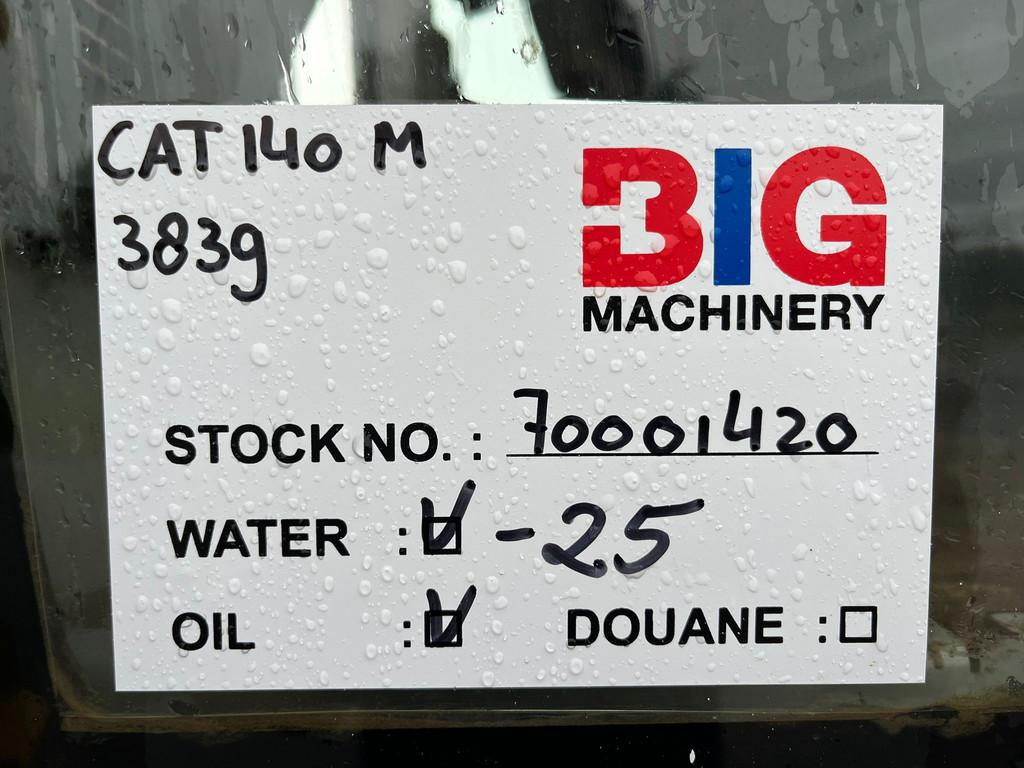 CAT 140 M
3839
BIG
MACHINERY
STOCK NO. : 70001420
WATER : ☑ -25
OIL : ☑ DOUANE : ☐